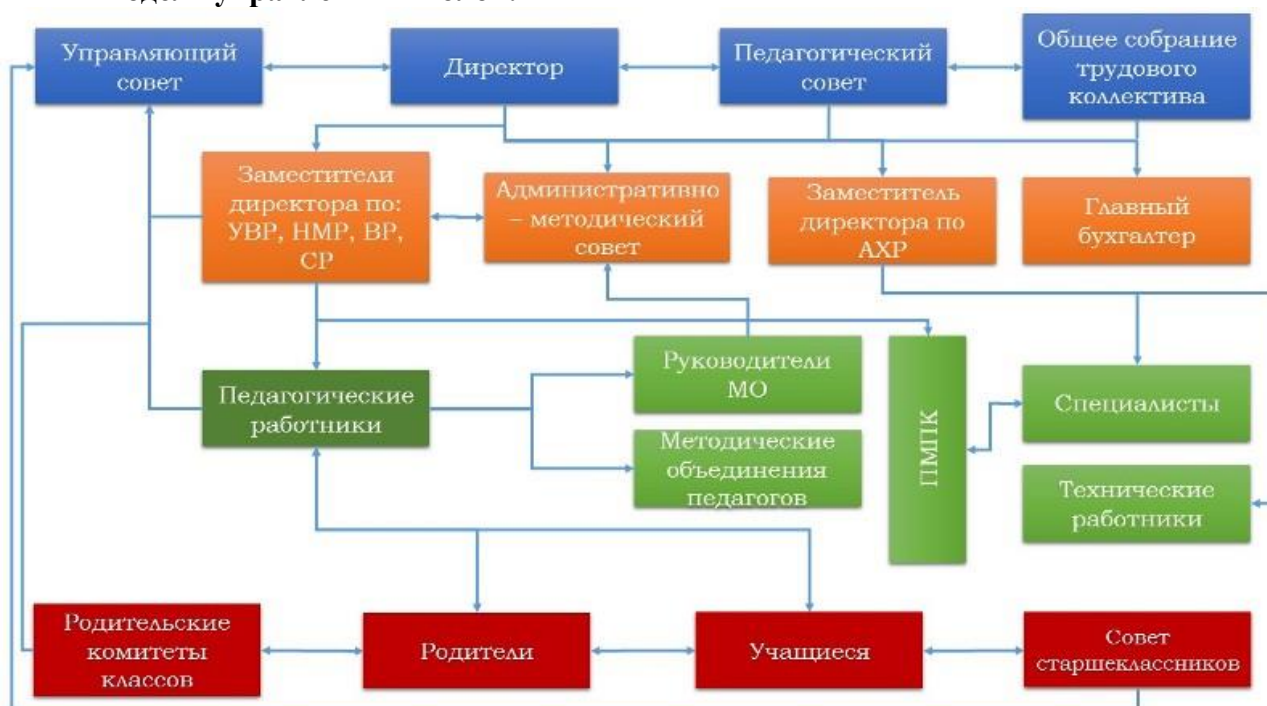 Управляющий
совет
Директор
Педагогический
совет
Общее собрание
трудового
коллектива
Заместители
директора по:
УВР, НМР, ВР,
СР
Административно
– методический
совет
Заместитель
директора по
АХР
Главный
бухгалтер
Педагогические
работники
Руководители
МО
Методические
объединения
педагогов
ПМПК
Специалисты
Технические
работники
Родительские
комитеты
классов
Родители
Учащиеся
Совет
старшеклассников